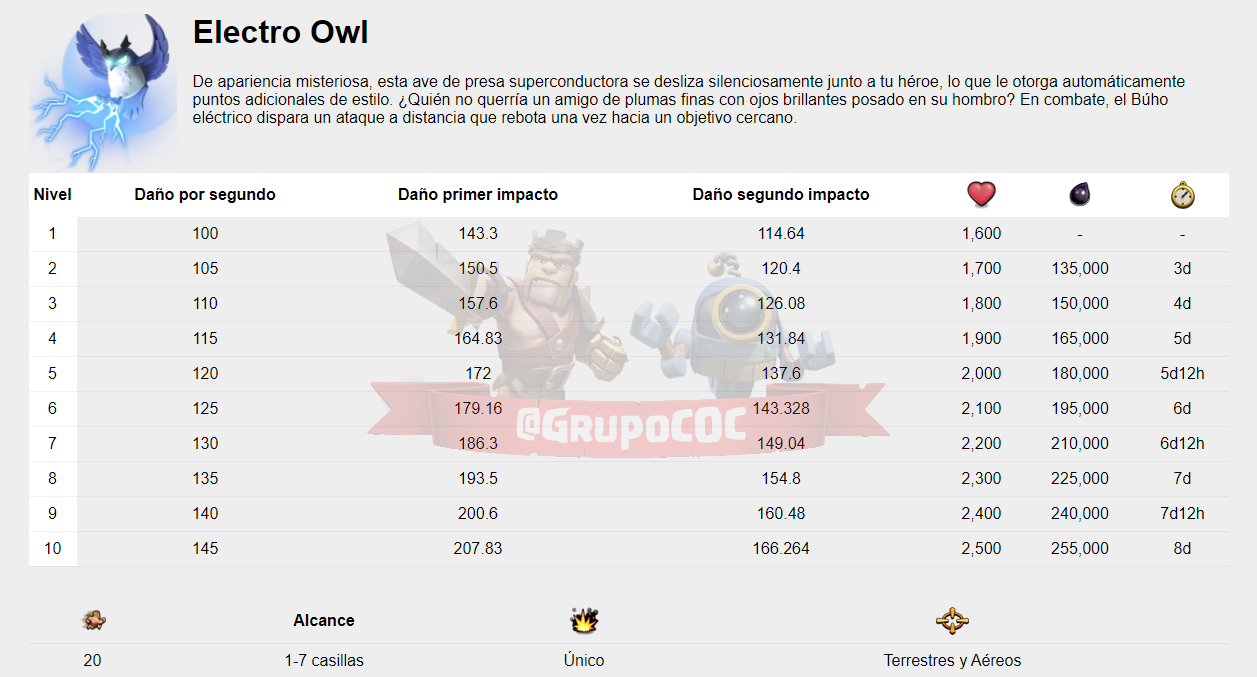 Electro Owl
De apariencia misteriosa, esta ave de presa superconductora se desliza silenciosamente junto a tu héroe, lo que le otorga automáticamente
puntos adicionales de estilo. ¿Quién no querría un amigo de plumas finas con ojos brillantes posado en su hombro? En combate, el Búho
eléctrico dispara un ataque a distancia que rebota una vez hacia un objetivo cercano.
Nivel Daño por segundo Daño primer impacto Daño segundo impacto
1 100 143.3 114.64 1,600 - -
2 105 150.5 120.4 1,700 135,000 3d
3 110 157.6 126.08 1,800 150,000 4d
4 115 164.83 131.84 1,900 165,000 5d
5 120 172 137.6 2,000 180,000 5d12h
6 125 179.16 143.328 2,100 195,000 6d
@GRUPOCOC
7 130 186.3 149.04 2,200 210,000 6d12h
8 135 193.5 154.8 2,300 225,000 7d
9 140 200.6 160.48 2,400 240,000 7d12h
10 145 207.83 166.264 2,500 255,000 8d
Alcance
20 1-7 casillas Único Terrestres y Aéreos